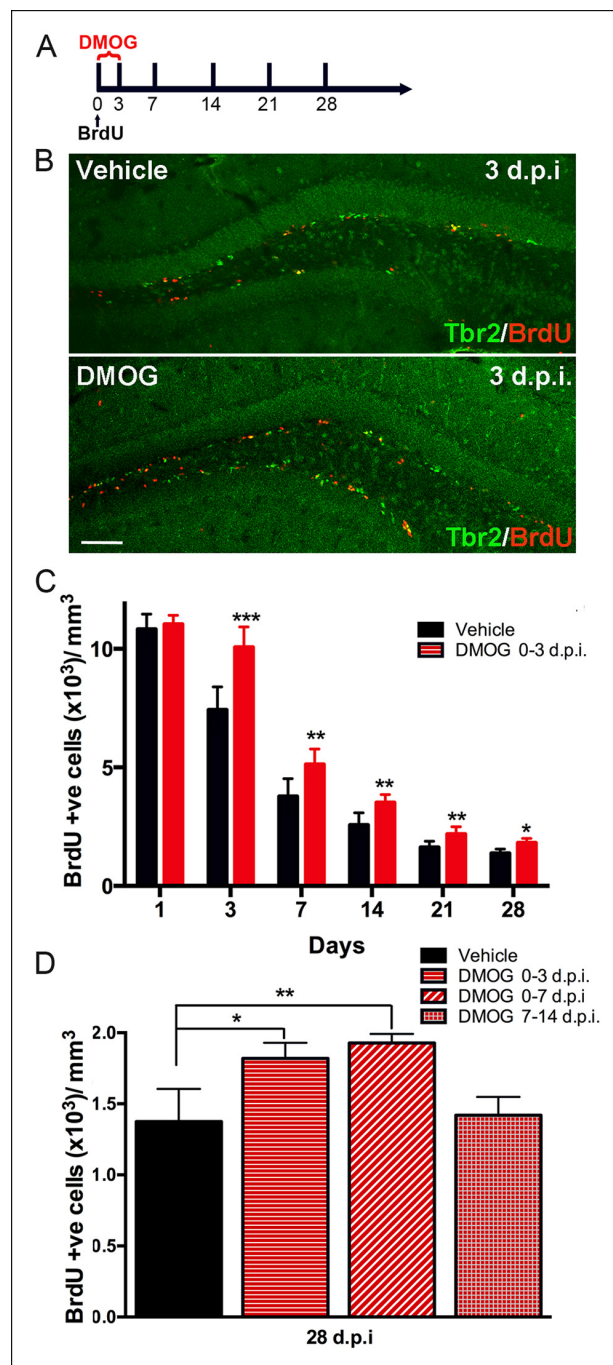 A
DMOG
0 3 7 14 21 28
BrdU
B
Vehicle 3 d.p.i
Tbr2/BrdU
DMOG 3 d.p.i.
Tbr2/BrdU
C
BrdU +ve cells (x10³)/ mm³
10
5
0
***
**
**
**
*
Vehicle
DMOG 0-3 d.p.i.
1 3 7 14 21 28
Days
D
Vehicle
DMOG 0-3 d.p.i.
DMOG 0-7 d.p.i
DMOG 7-14 d.p.i.
BrdU +ve cells (x10³)/ mm³
2.0
1.5
1.0
0.5
0.0
**
*
28 d.p.i